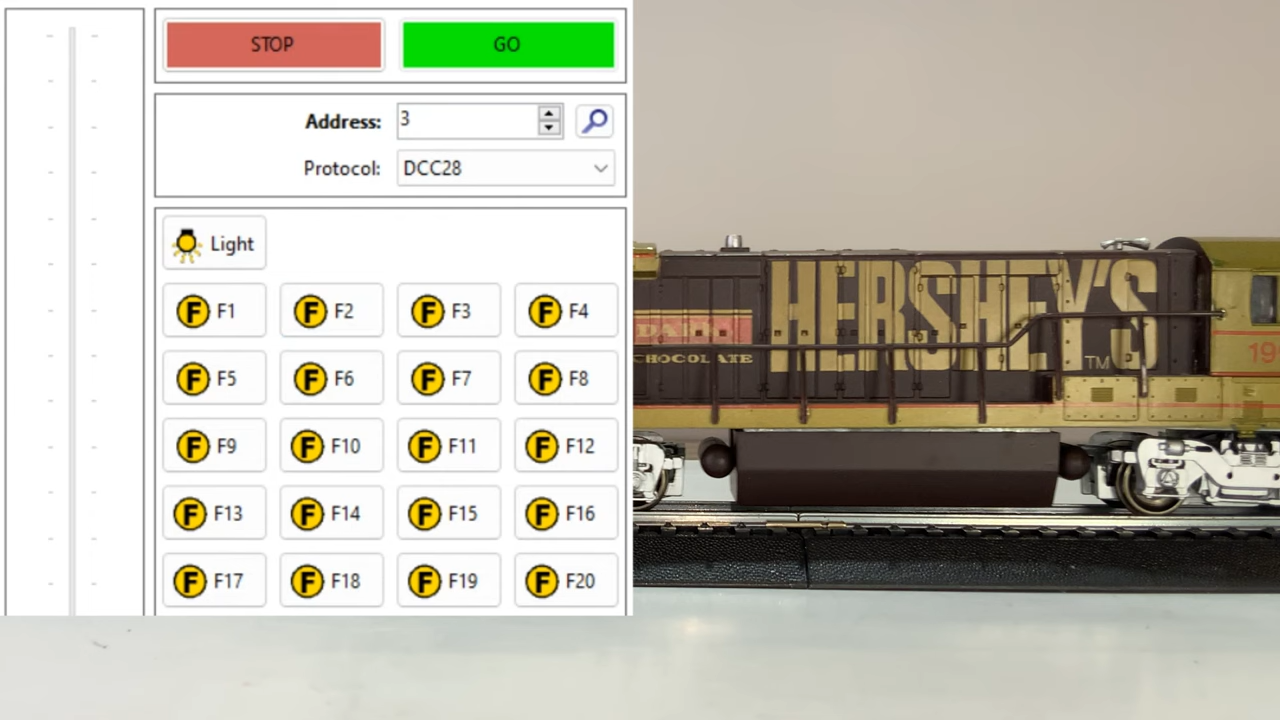 STOP GO
Address: 3
Protocol: DCC28
Light
F F1 F F2 F F3 F F4
F F5 F F6 F F7 F F8
F F9 F F10 F F11 F F12
F F13 F F14 F F15 F F16
F F17 F F18 F F19 F F20
HERSHEY'S
TM
CHOCOLATE
19